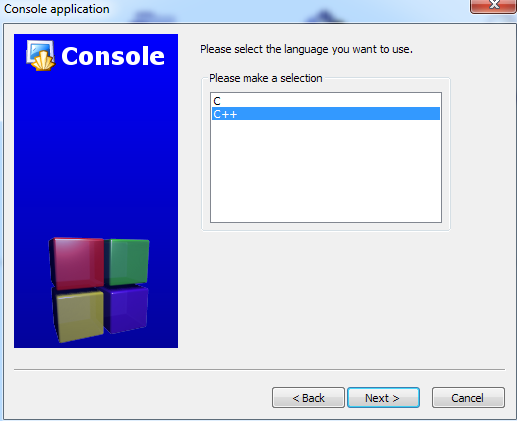 Console application
Console
Please select the language you want to use.
Please make a selection
C
C++
< Back
Next >
Cancel